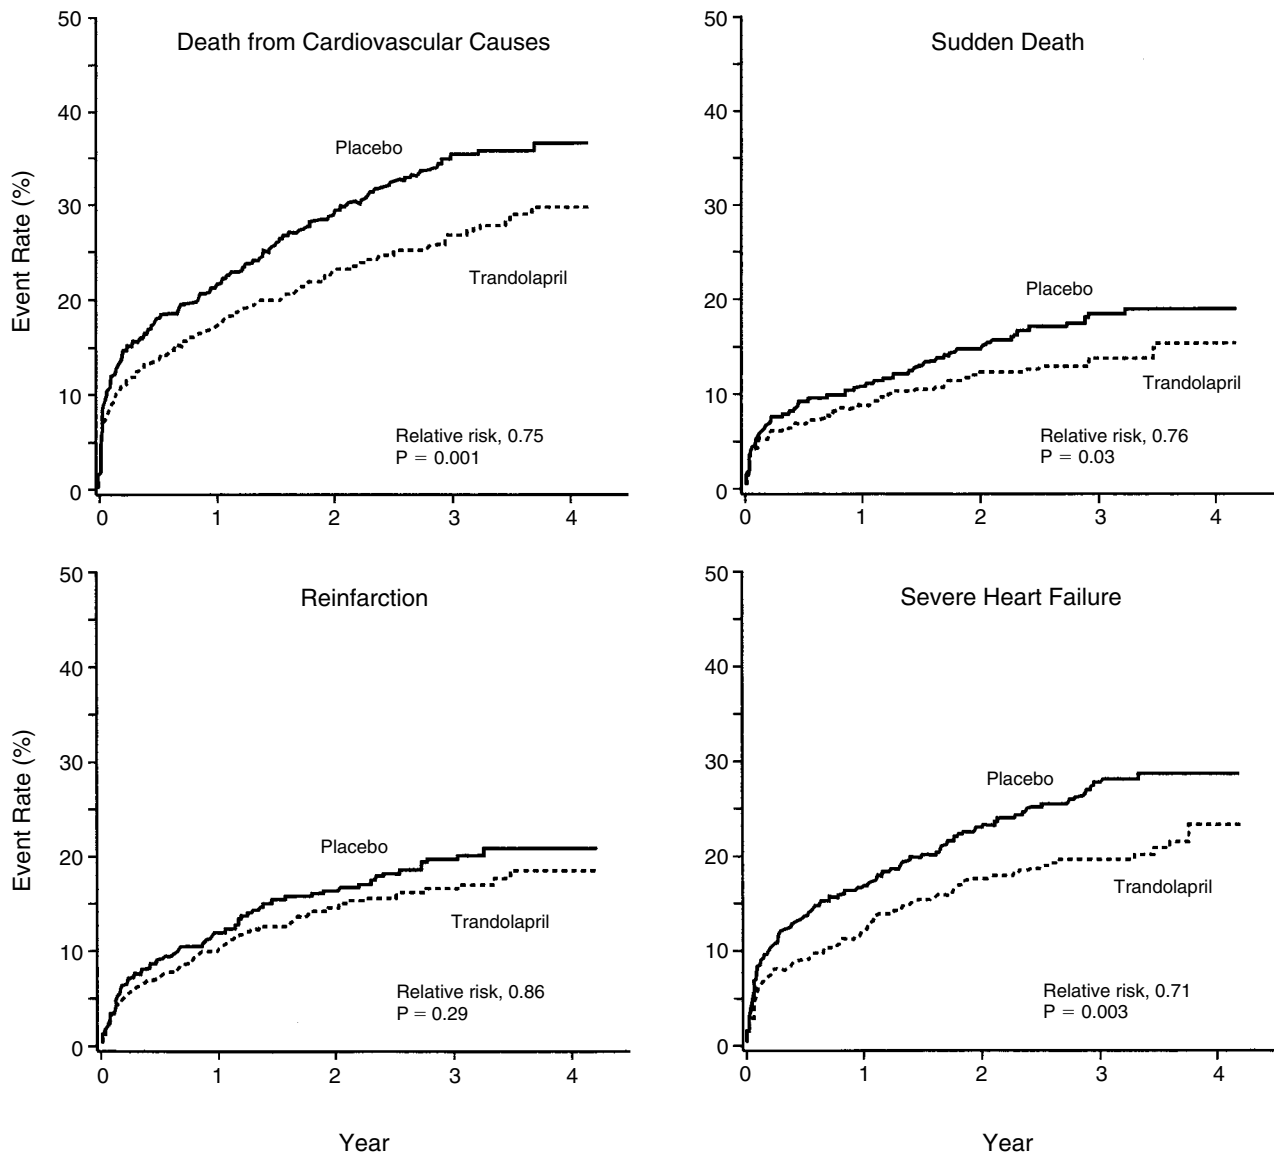 Death from Cardiovascular Causes
Event Rate (%)
50
40
30
20
10
0
Placebo
Trandolapril
Relative risk, 0.75
P = 0.001
0 1 2 3 4
Sudden Death
50
40
30
20
10
0
Placebo
Trandolapril
Relative risk, 0.76
P = 0.03
0 1 2 3 4
Reinfarction
Event Rate (%)
50
40
30
20
10
0
Placebo
Trandolapril
Relative risk, 0.86
P = 0.29
0 1 2 3 4
Year
Severe Heart Failure
50
40
30
20
10
0
Placebo
Trandolapril
Relative risk, 0.71
P = 0.003
0 1 2 3 4
Year